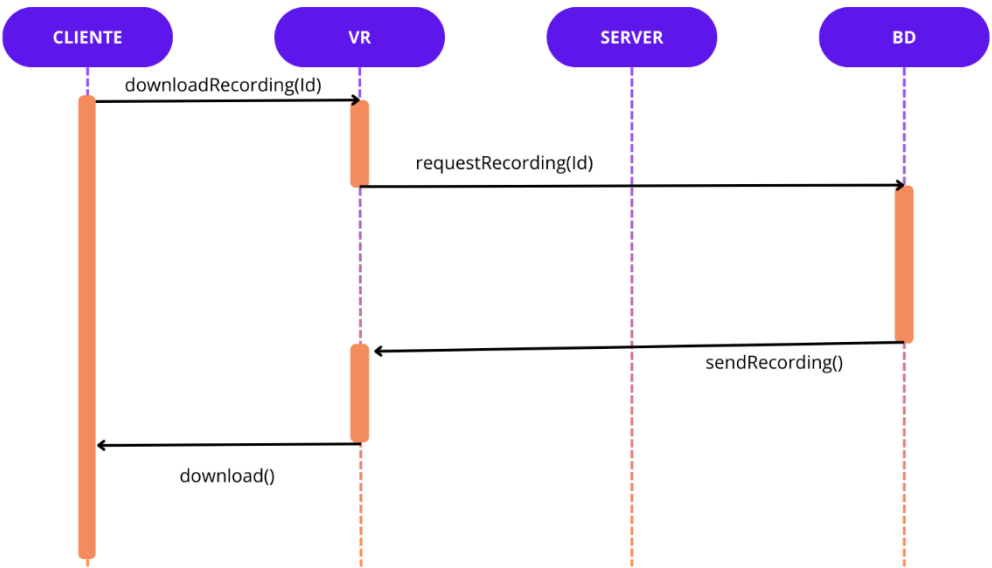 CLIENTE
VR
SERVER
BD
downloadRecording(Id)
requestRecording(Id)
sendRecording()
download()